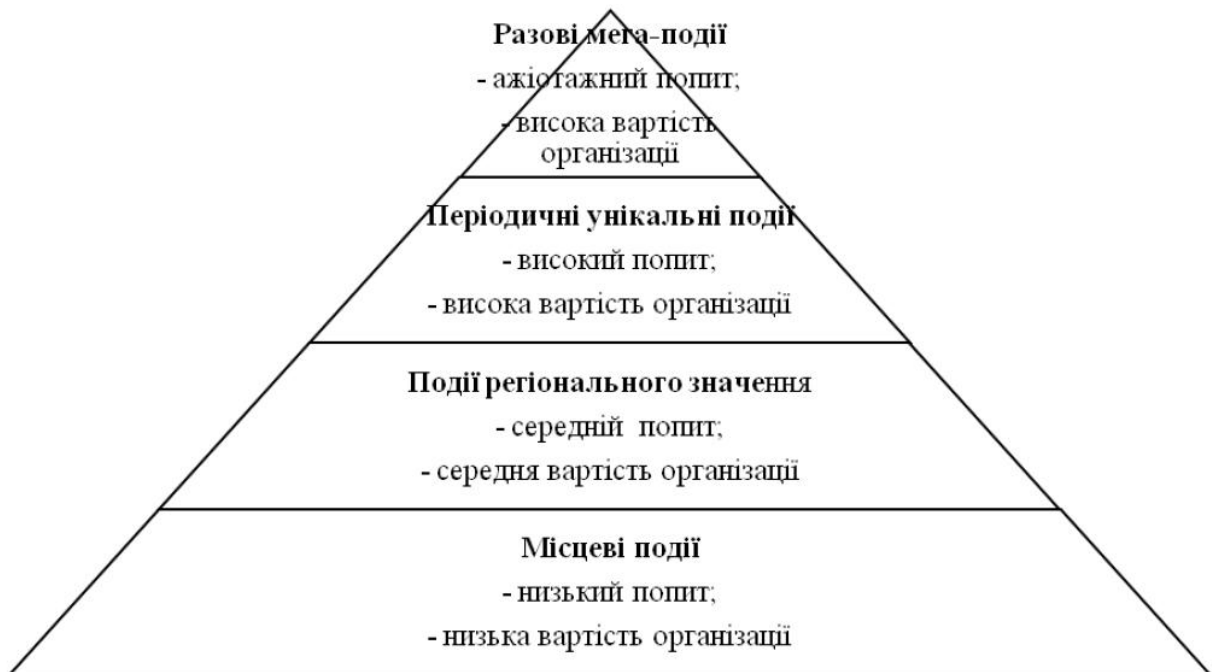 Разові мега-події
- ажіотажний попит;
- висока вартість
організації
Періодичні унікальні події
- високий попит;
- висока вартість організації
Події регіонального значення
- середній попит;
- середня вартість організації
Місцеві події
- низький попит;
- низька вартість організації